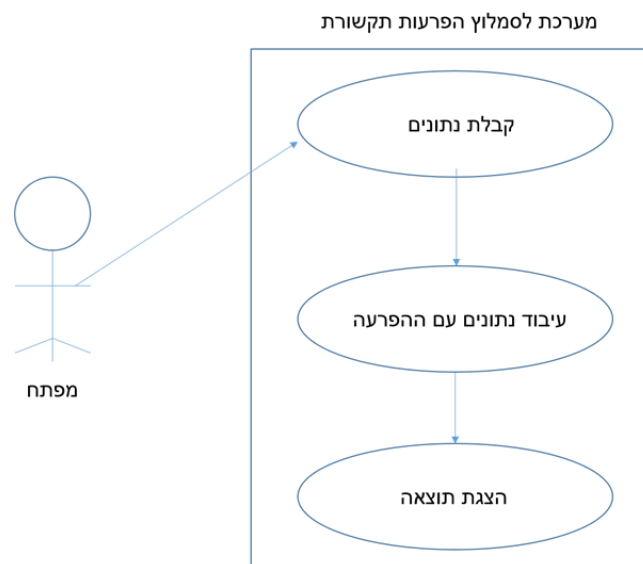 מערכת לסמלוץ הפרעות תקשורת
קבלת נתונים
עיבוד נתונים עם ההפרעה
מפתח
הצגת תוצאה